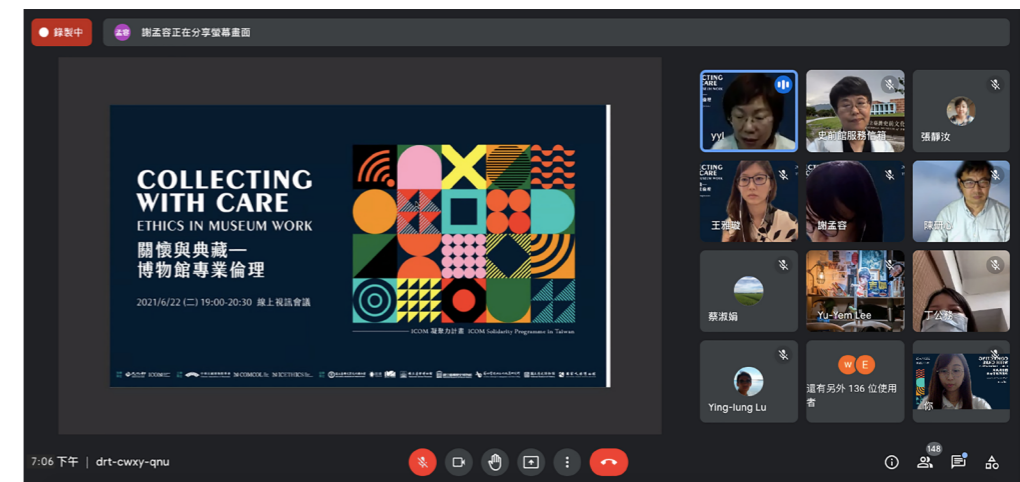 錄製中
孟容
謝孟容正在分享螢幕畫面
COLLECTING
WITH CARE
ETHICS IN MUSEUM WORK
關懷與典藏—
博物館專業倫理
2021/6/22 (二) 19:00-20:30 線上視訊會議
ICOM 凝聚力計畫 ICOM Solidarity Programme in Taiwan
yyl
史前館服務信箱
張靜汝
王雅璇
謝孟容
蔡淑娟
Yu-Yem Lee
丁公務
Ying-lung Lu
W E
還有另外 136 位使用
者
你
7:06 下午 | drt-cwxy-qnu
148